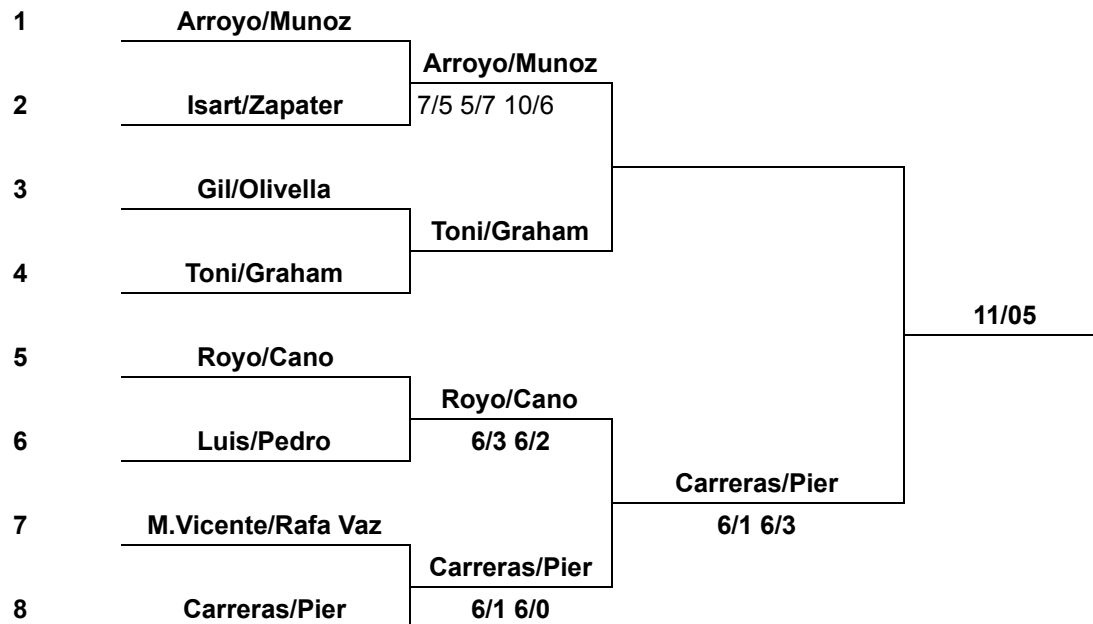 1 Arroyo/Munoz
Arroyo/Munoz
2 Isart/Zapater 7/5 5/7 10/6
3 Gil/Olivella
Toni/Graham
4 Toni/Graham
11/05
5 Royo/Cano
Royo/Cano
6 Luis/Pedro 6/3 6/2
Carreras/Pier
7 M.Vicente/Rafa Vaz 6/1 6/3
Carreras/Pier
8 Carreras/Pier 6/1 6/0